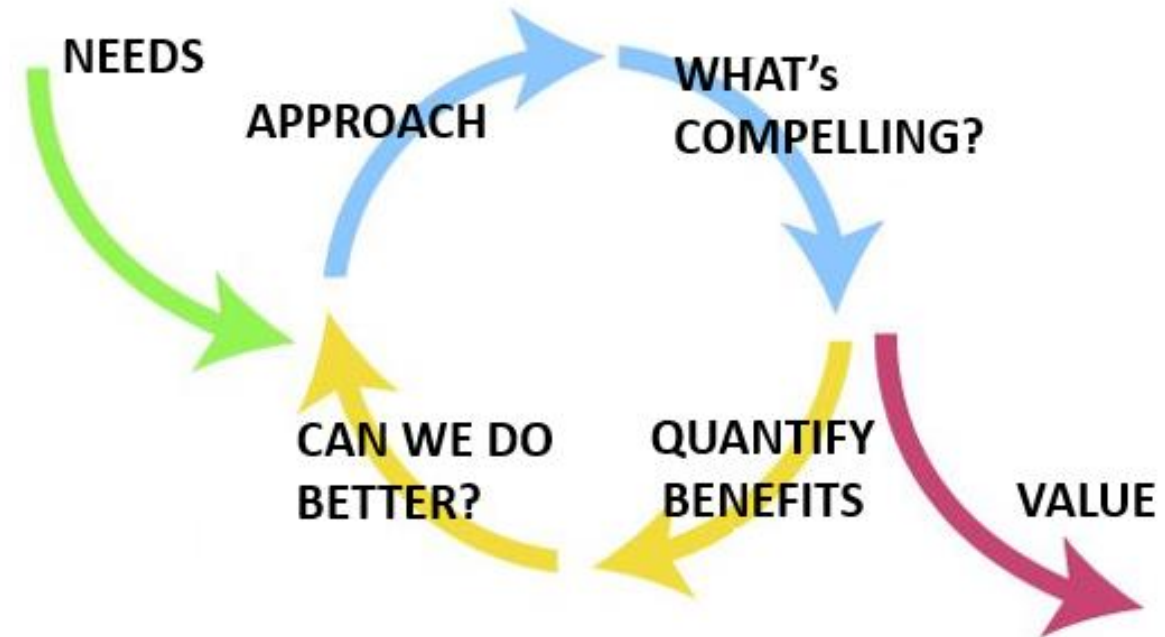 NEEDS
APPROACH
WHAT's
COMPELLING?
CAN WE DO
BETTER?
QUANTIFY
BENEFITS
VALUE